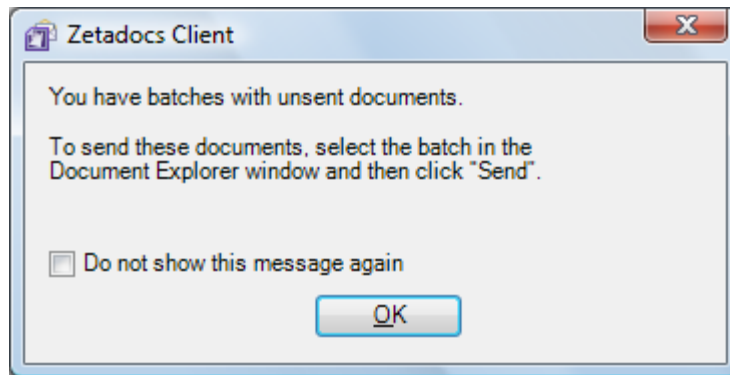 Zetadocs Client
You have batches with unsent documents.
To send these documents, select the batch in the
Document Explorer window and then click "Send".
Do not show this message again
OK